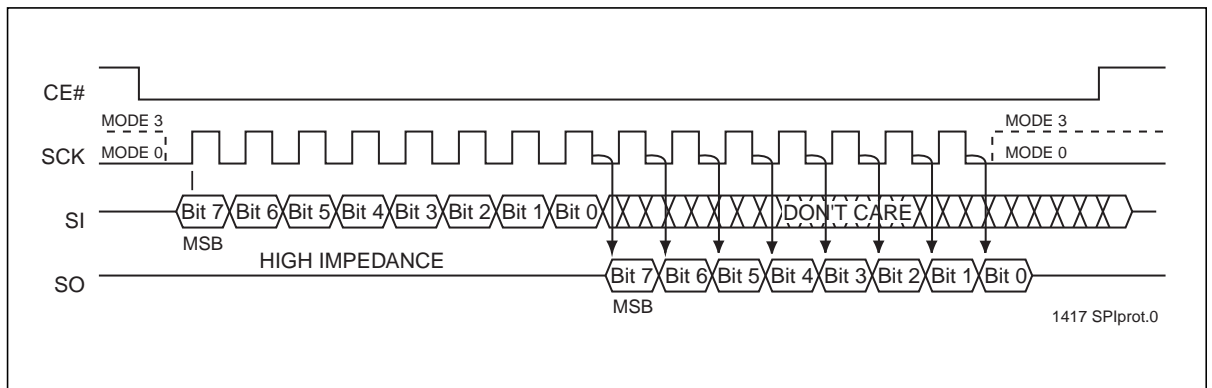 CE#
MODE 3 MODE 3
SCK MODE 0 MODE 0
SI Bit 7 Bit 6 Bit 5 Bit 4 Bit 3 Bit 2 Bit 1 Bit 0 DON'T CARE
MSB
HIGH IMPEDANCE
SO Bit 7 Bit 6 Bit 5 Bit 4 Bit 3 Bit 2 Bit 1 Bit 0
MSB
1417 SPIprot.0